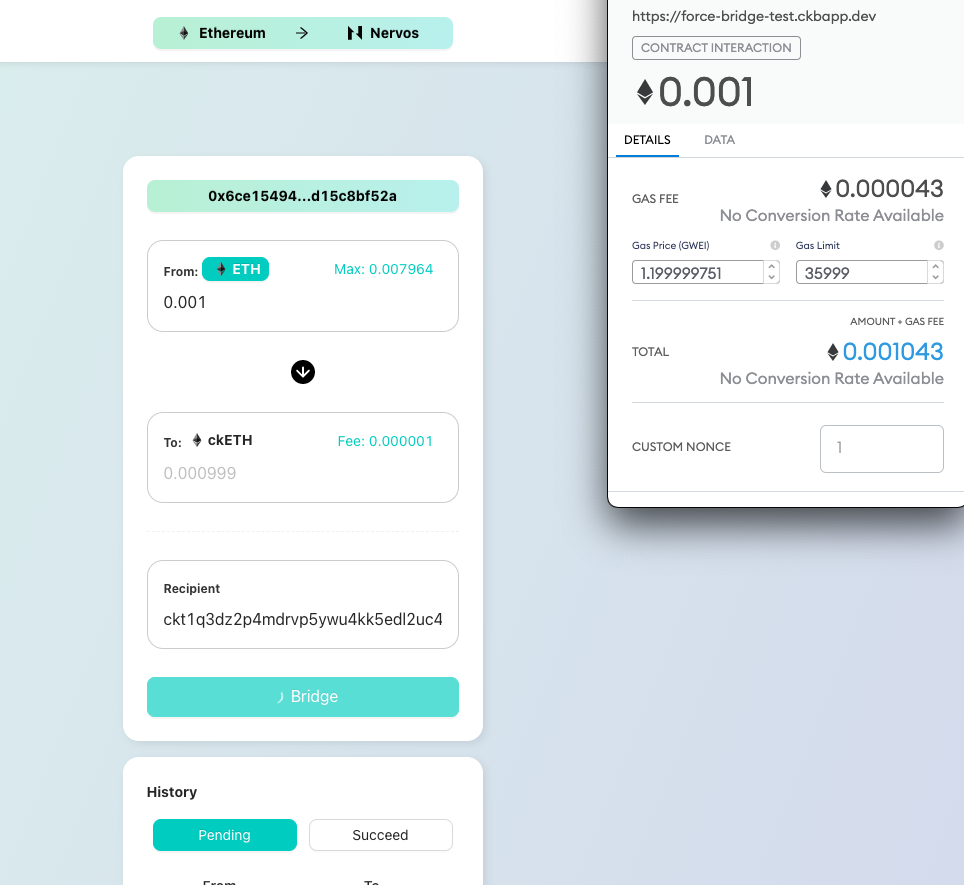 Ethereum → Nervos
0x6ce15494...d15c8bf52a
From: ETH Max: 0.007964
0.001
To: ckETH Fee: 0.000001
0.000999
Recipient
ckt1q3dz2p4mdrvp5ywu4kk5edl2uc4
Bridge
History
Pending Succeed
From To
https://force-bridge-test.ckbapp.dev
CONTRACT INTERACTION
0.001
DETAILS DATA
GAS FEE 0.000043
No Conversion Rate Available
Gas Price (GWEI) Gas Limit
1.199999751 35999
AMOUNT + GAS FEE
TOTAL 0.001043
No Conversion Rate Available
CUSTOM NONCE 1